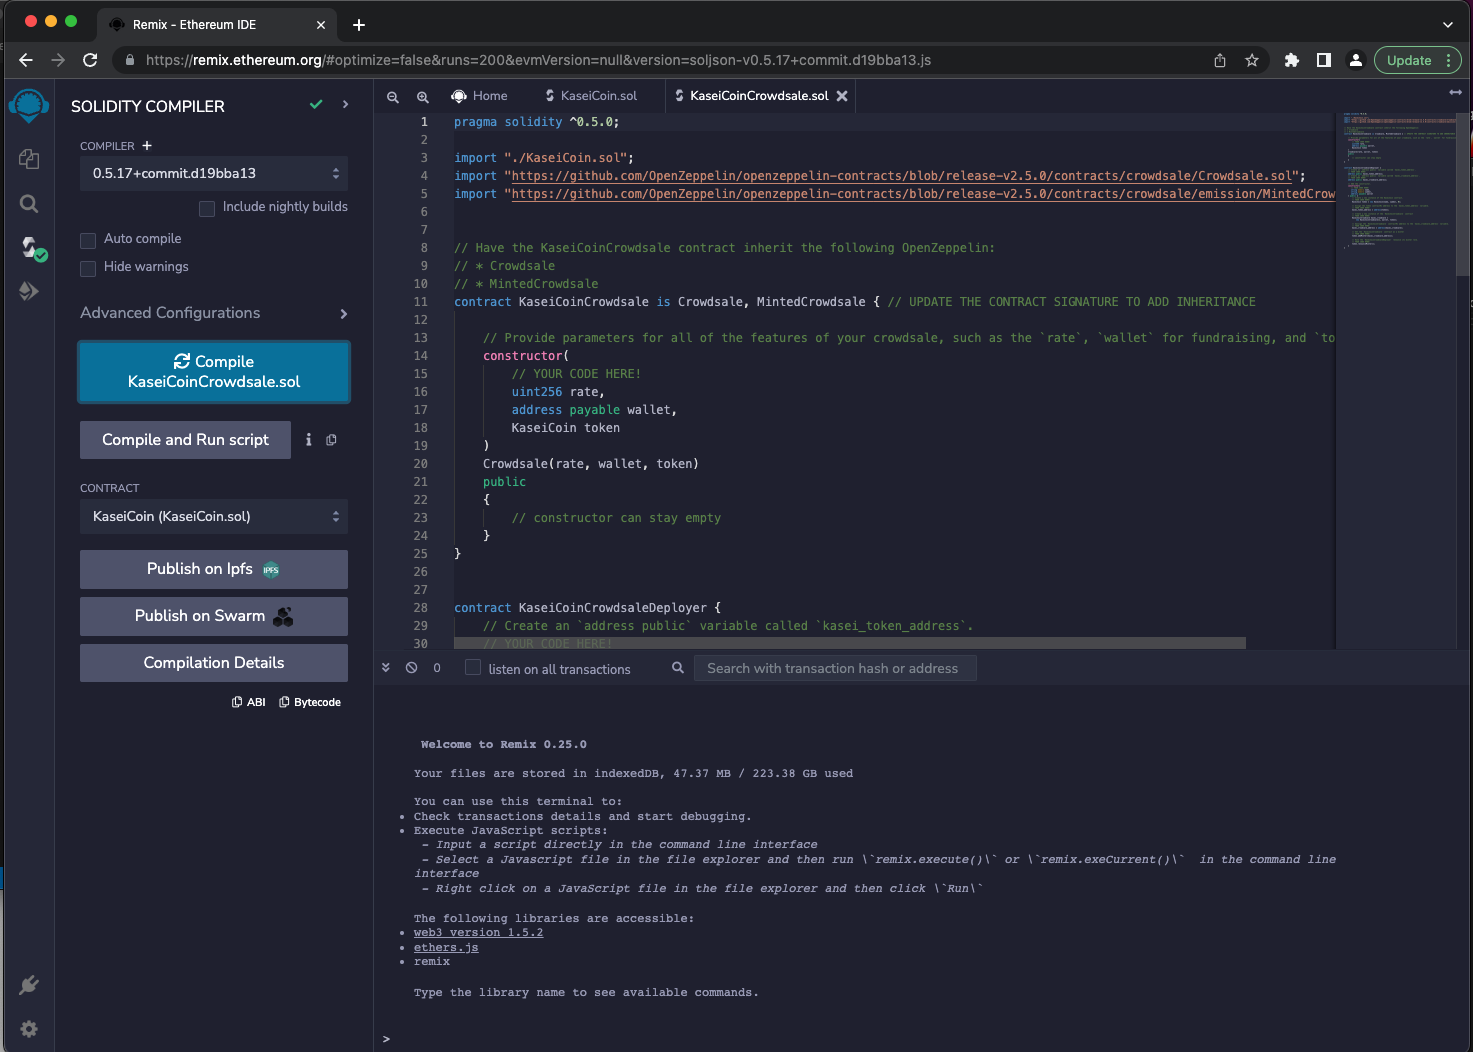 Remix - Ethereum IDE
https://remix.ethereum.org/#optimize=false&runs=200&evmVersion=null&version=soljson-v0.5.17+commit.d19bba13.js
Update
SOLIDITY COMPILER
COMPILER +
0.5.17+commit.d19bba13
Include nightly builds
Auto compile
Hide warnings
Advanced Configurations
Compile
KaseiCoinCrowdsale.sol
Compile and Run script
CONTRACT
KaseiCoin (KaseiCoin.sol)
Publish on Ipfs IPFS
Publish on Swarm
Compilation Details
ABI Bytecode
Home KaseiCoin.sol KaseiCoinCrowdsale.sol
1 pragma solidity ^0.5.0;
2
3 import "./KaseiCoin.sol";
4 import "https://github.com/OpenZeppelin/openzeppelin-contracts/blob/release-v2.5.0/contracts/crowdsale/Crowdsale.sol";
5 import "https://github.com/OpenZeppelin/openzeppelin-contracts/blob/release-v2.5.0/contracts/crowdsale/emission/MintedCrow
6
7
8 // Have the KaseiCoinCrowdsale contract inherit the following OpenZeppelin:
9 // * Crowdsale
10 // * MintedCrowdsale
11 contract KaseiCoinCrowdsale is Crowdsale, MintedCrowdsale { // UPDATE THE CONTRACT SIGNATURE TO ADD INHERITANCE
12
13 // Provide parameters for all of the features of your crowdsale, such as the `rate`, `wallet` for fundraising, and `to
14 constructor(
15 // YOUR CODE HERE!
16 uint256 rate,
17 address payable wallet,
18 KaseiCoin token
19 )
20 Crowdsale(rate, wallet, token)
21 public
22 {
23 // constructor can stay empty
24 }
25 }
26
27
28 contract KaseiCoinCrowdsaleDeployer {
29 // Create an `address public` variable called `kasei_token_address`.
30 // YOUR CODE HERE!
0 listen on all transactions Search with transaction hash or address
Welcome to Remix 0.25.0
Your files are stored in indexedDB, 47.37 MB / 223.38 GB used
You can use this terminal to:
• Check transactions details and start debugging.
• Execute JavaScript scripts:
- Input a script directly in the command line interface
- Select a Javascript file in the file explorer and then run \`remix.execute()\` or \`remix.exeCurrent()\` in the command line
interface
- Right click on a JavaScript file in the file explorer and then click \`Run\`
The following libraries are accessible:
• web3 version 1.5.2
• ethers.js
• remix
Type the library name to see available commands.
>